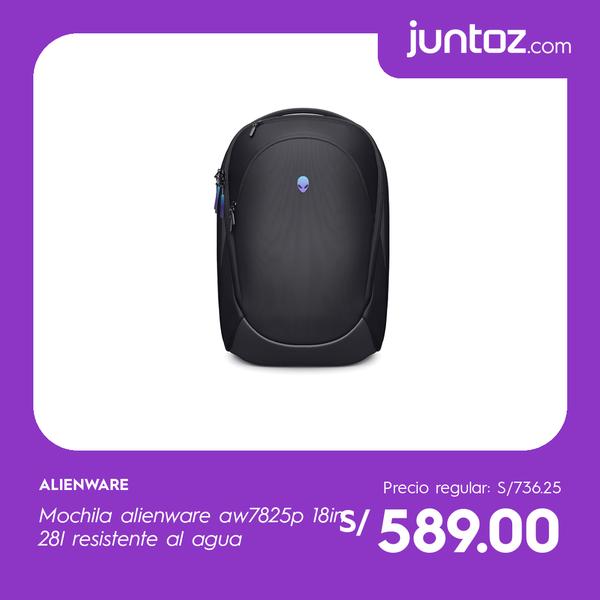 juntoz.com
ALIENWARE
Mochila alienware aw7825p 18in
28l resistente al agua
Precio regular: S/736.25
S/ 589.00